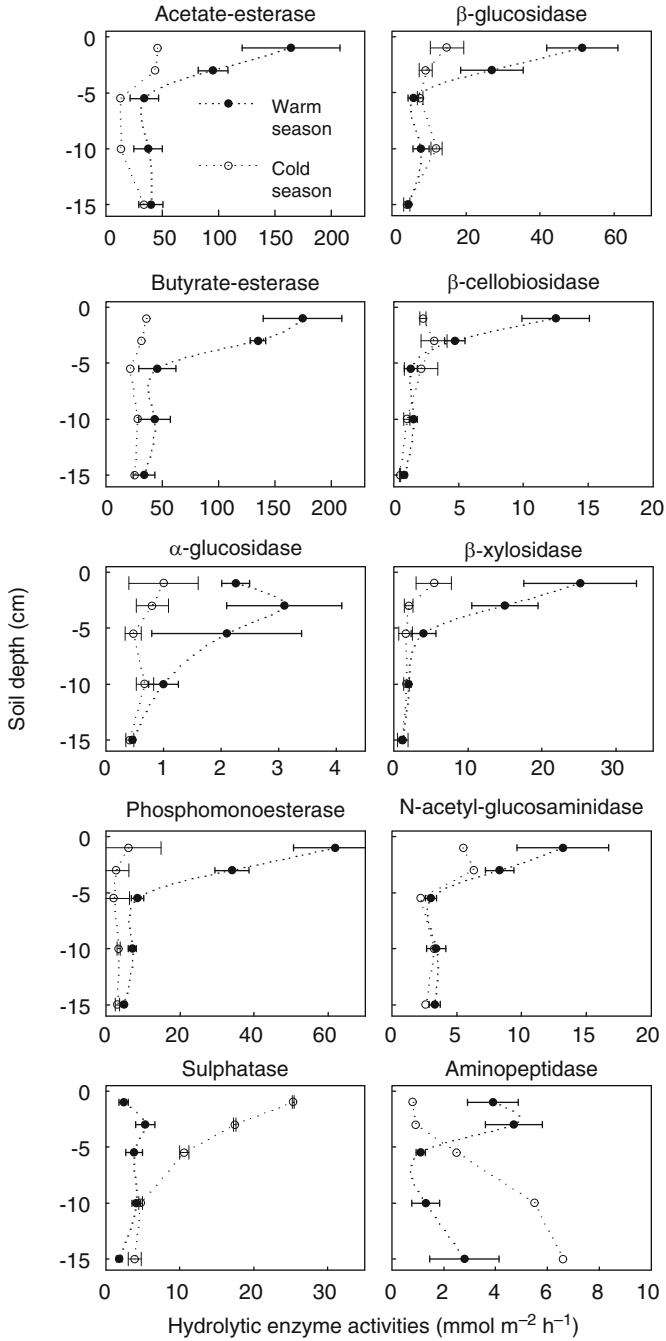 Acetate-esterase
β-glucosidase
0
-5
-10
-15
Warm
season
Cold
season
0 50 100 150 200
0 20 40 60
Butyrate-esterase
β-cellobiosidase
0
-5
-10
-15
0 50 100 150 200
0 5 10 15 20
α-glucosidase
β-xylosidase
0
-5
-10
-15
0 1 2 3 4
0 10 20 30
Soil depth (cm)
Phosphomonoesterase
N-acetyl-glucosaminidase
0
-5
-10
-15
0 20 40 60
0 5 10 15 20
Sulphatase
Aminopeptidase
0
-5
-10
-15
0 10 20 30
0 2 4 6 8 10
Hydrolytic enzyme activities (mmol m⁻² h⁻¹)